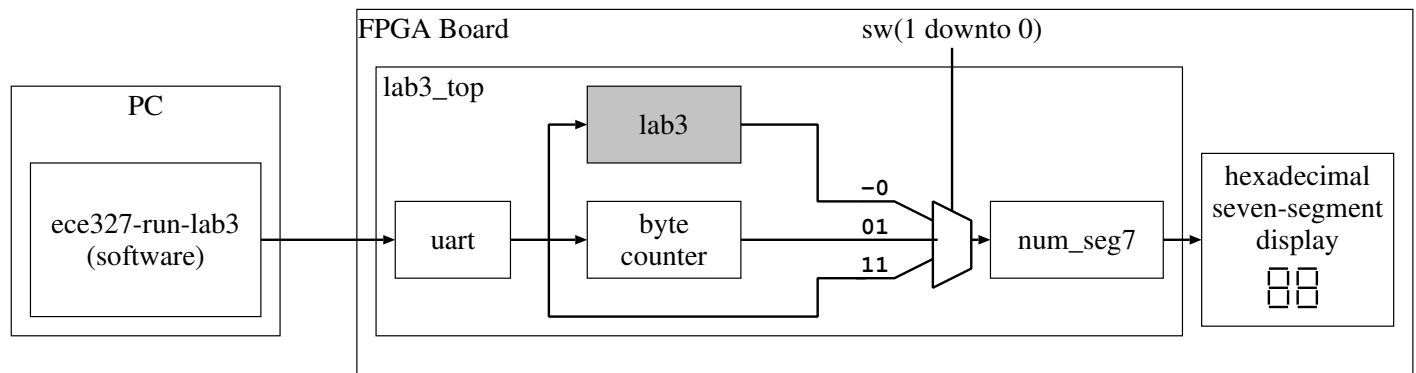 FPGA Board
sw(1 downto 0)
PC
lab3_top
lab3
ece327-run-lab3
(software)
uart
byte
counter
-0
01
11
num_seg7
hexadecimal
seven-segment
display
88